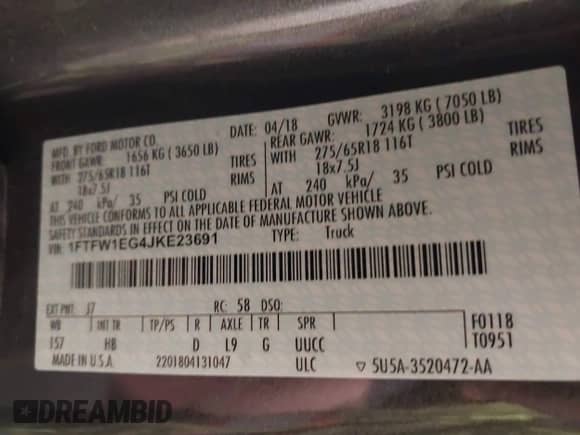 MFD. BY FORD MOTOR CO. DATE: 04/18 GVWR: 3198 KG ( 7050 LB)
FRONT GAWR: 1656 KG ( 3650 LB) REAR GAWR: 1724 KG ( 3800 LB)
WITH 275/65R18 116T TIRES WITH 275/65R18 116T TIRES
18x7.5J RIMS 18x7.5J RIMS
AT 240 kPa/ 35 PSI COLD AT 240 kPa/ 35 PSI COLD
THIS VEHICLE CONFORMS TO ALL APPLICABLE FEDERAL MOTOR VEHICLE
SAFETY STANDARDS IN EFFECT ON THE DATE OF MANUFACTURE SHOWN ABOVE.
VIN: 1FTFW1EG4JKE23691 TYPE: Truck
EXT PNT: J7 RC: 58 DSO:
WB INT TR TP/PS R AXLE TR SPR F0118
157 HB D L9 G UUCC T0951
MADE IN U.S.A. 2201804131047 ULC ▽ 5U5A-3520472-AA
DREAMBID